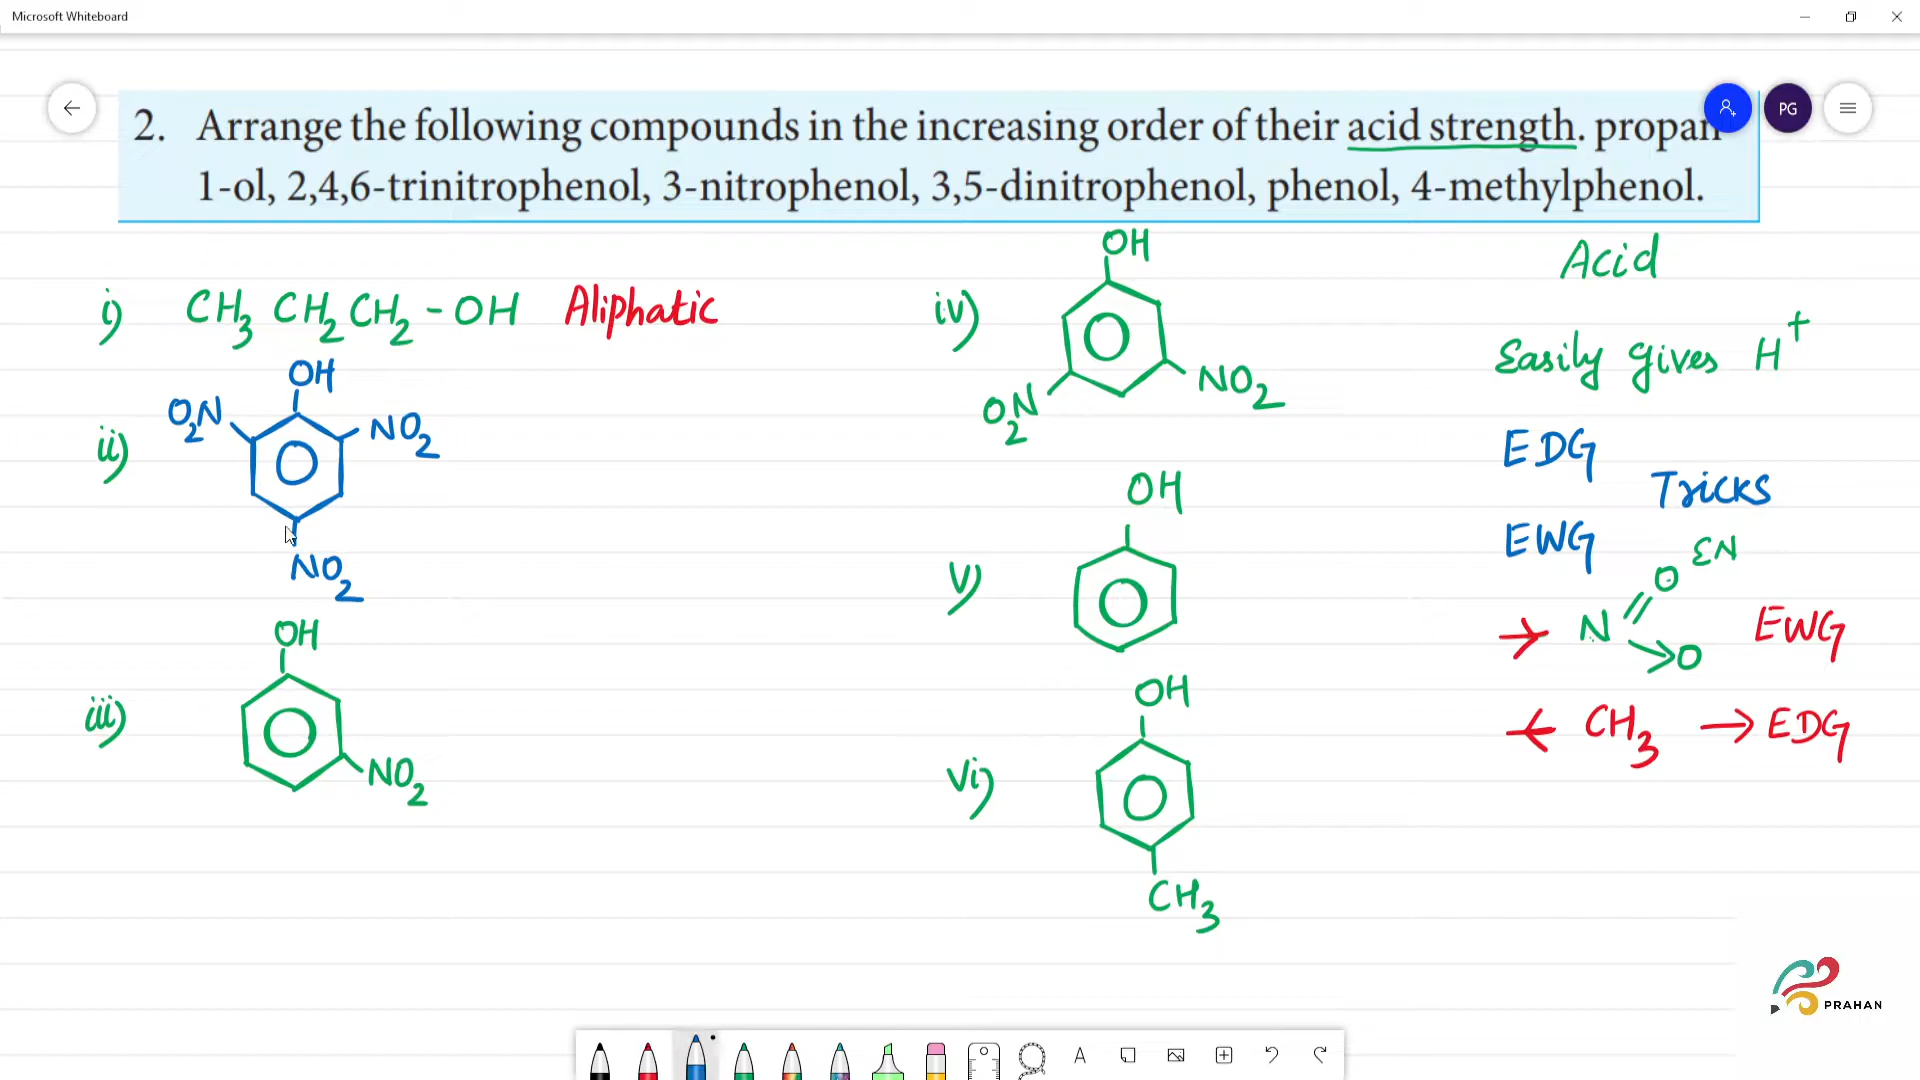 Microsoft Whiteboard
2. Arrange the following compounds in the increasing order of their acid strength. propan
1-ol, 2,4,6-trinitrophenol, 3-nitrophenol, 3,5-dinitrophenol, phenol, 4-methylphenol.
PG
i) CH3 CH2 CH2 - OH Aliphatic
ii)
OH
O2N
NO2
NO2
iii)
OH
NO2
iv)
OH
O2N
NO2
v)
OH
vi)
OH
CH3
Acid
Easily gives H+
EDG
Tricks
EWG
EN
→ N
O
O
EWG
← CH3 → EDG
PRAHAN
A